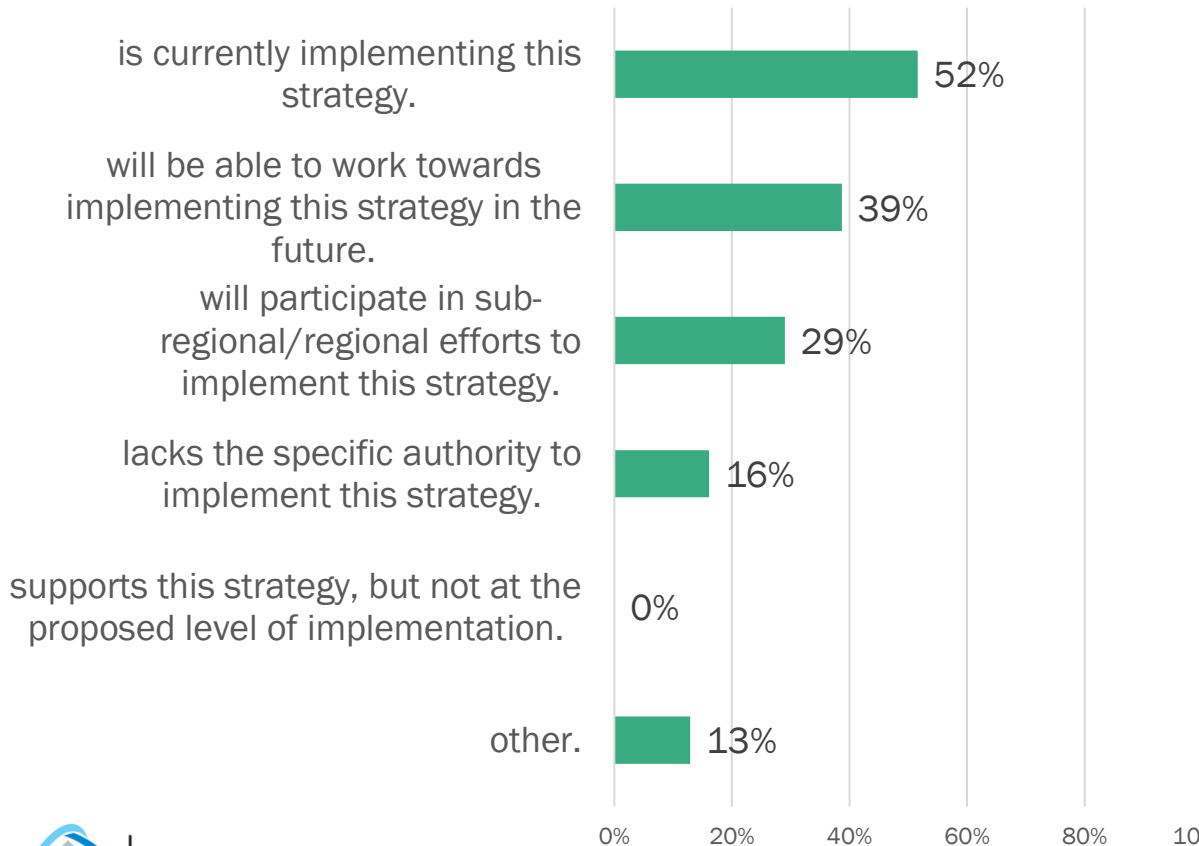 is currently implementing this
strategy.
52%
will be able to work towards
implementing this strategy in the
future.
39%
will participate in sub-
regional/regional efforts to
implement this strategy.
29%
lacks the specific authority to
implement this strategy.
16%
supports this strategy, but not at the
proposed level of implementation.
0%
other.
13%
0% 20% 40% 60% 80%